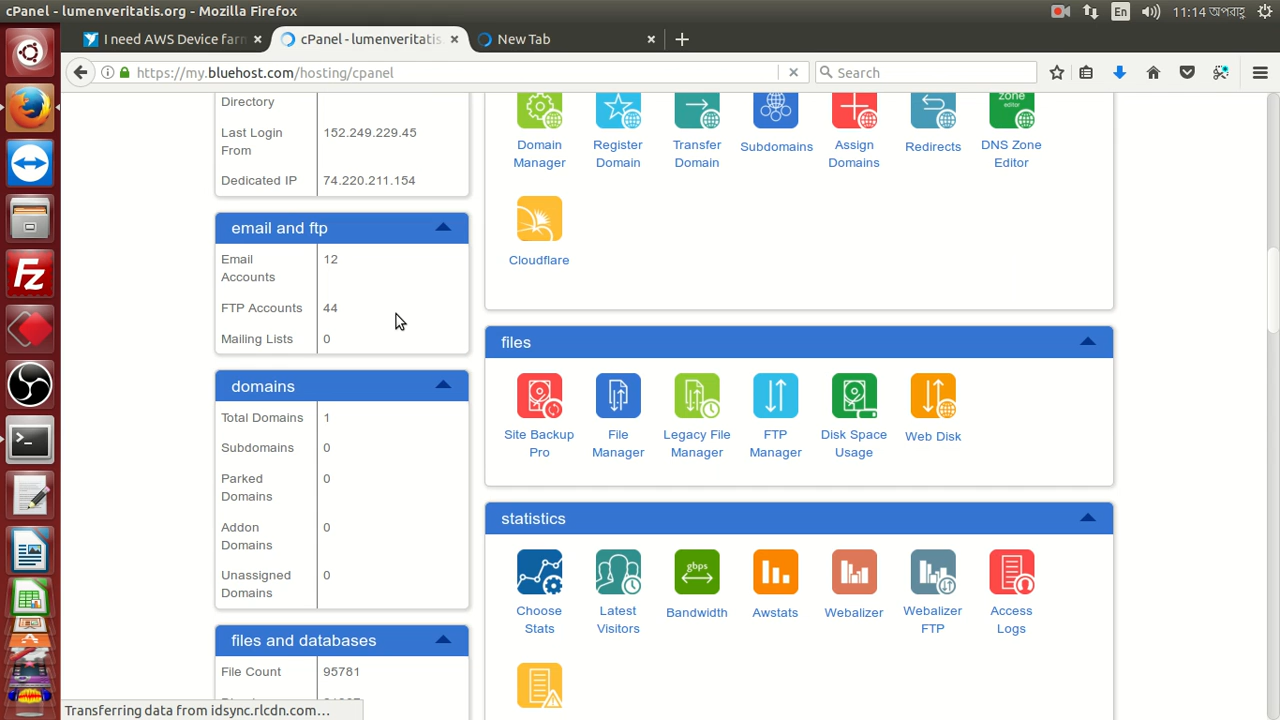 cPanel - lumenveritatis.org - Mozilla Firefox
En
11:14 অপরাহ্ণ
I need AWS Device farm
cPanel - lumenveritatis.
New Tab
https://my.bluehost.com/hosting/cpanel
Search
Directory
Last Login
From
152.249.229.45
Dedicated IP
74.220.211.154
email and ftp
Email
Accounts
12
FTP Accounts
44
Mailing Lists
0
domains
Total Domains
1
Subdomains
0
Parked
Domains
0
Addon
Domains
0
Unassigned
Domains
0
files and databases
File Count
95781
zone
editor
Domain
Manager
Register
Domain
Transfer
Domain
Subdomains
Assign
Domains
Redirects
DNS Zone
Editor
Cloudflare
files
Site Backup
Pro
File
Manager
Legacy File
Manager
FTP
Manager
Disk Space
Usage
Web Disk
statistics
gbps
Choose
Stats
Latest
Visitors
Bandwidth
Awstats
Webalizer
Webalizer
FTP
Access
Logs
Transferring data from idsync.rlcdn.com…